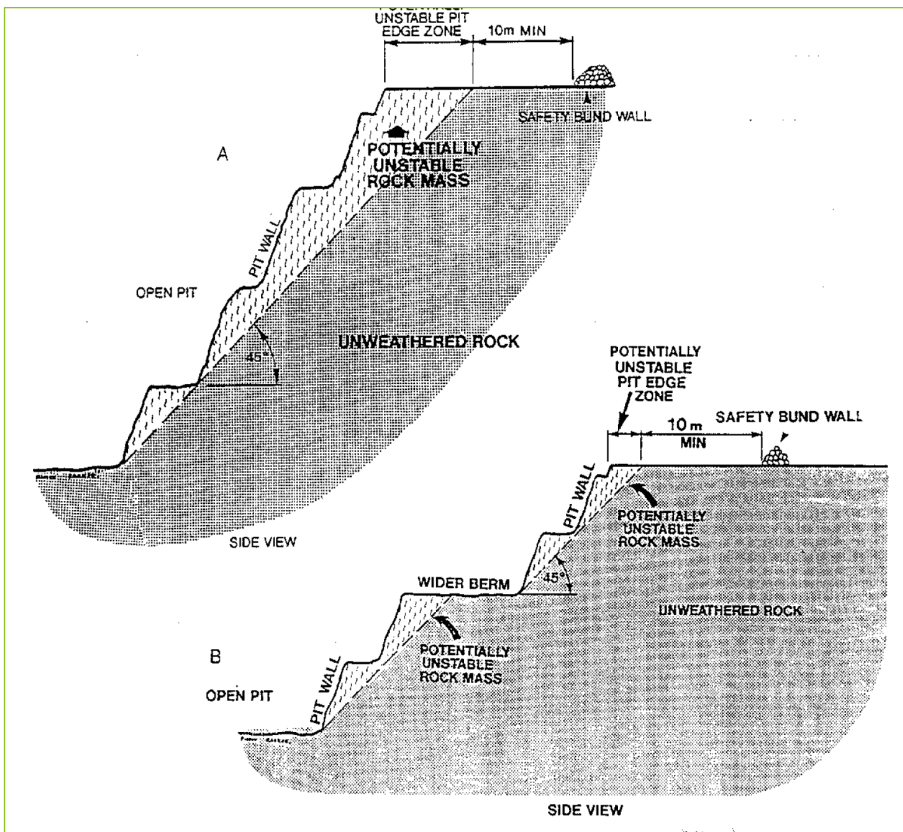 UNSTABLE PIT
EDGE ZONE
10m MIN
SAFETY BUND WALL
A
POTENTIALLY
UNSTABLE
ROCK MASS
PIT WALL
OPEN PIT
UNWEATHERED ROCK
45°
SIDE VIEW
POTENTIALLY
UNSTABLE
PIT EDGE
ZONE
SAFETY BUND WALL
10m
MIN
PIT WALL
POTENTIALLY
UNSTABLE
ROCK MASS
WIDER BERM
45°
UNWEATHERED ROCK
B
POTENTIALLY
UNSTABLE
ROCK MASS
PIT WALL
OPEN PIT
SIDE VIEW